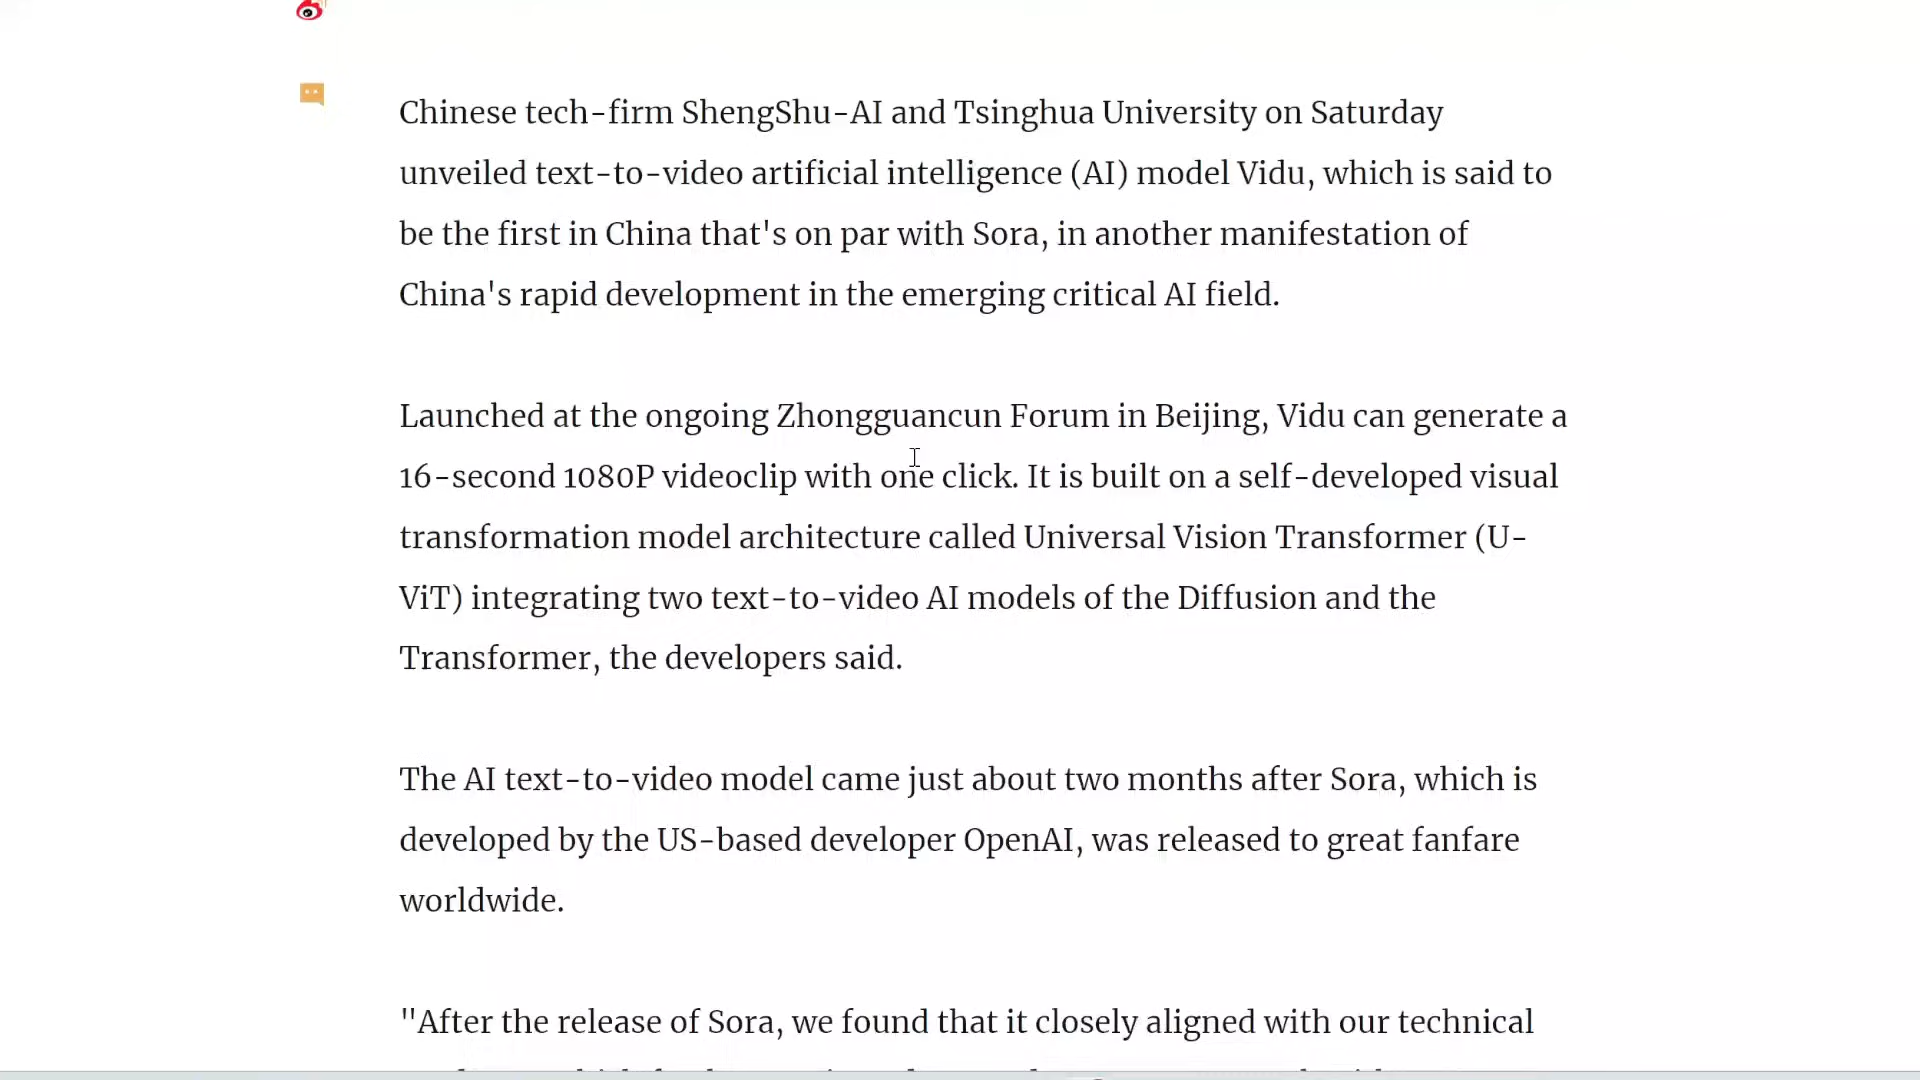 Chinese tech-firm ShengShu-AI and Tsinghua University on Saturday
unveiled text-to-video artificial intelligence (AI) model Vidu, which is said to
be the first in China that's on par with Sora, in another manifestation of
China's rapid development in the emerging critical AI field.
Launched at the ongoing Zhongguancun Forum in Beijing, Vidu can generate a
16-second 1080P videoclip with one click. It is built on a self-developed visual
transformation model architecture called Universal Vision Transformer (U-
ViT) integrating two text-to-video AI models of the Diffusion and the
Transformer, the developers said.
The AI text-to-video model came just about two months after Sora, which is
developed by the US-based developer OpenAI, was released to great fanfare
worldwide.
"After the release of Sora, we found that it closely aligned with our technical